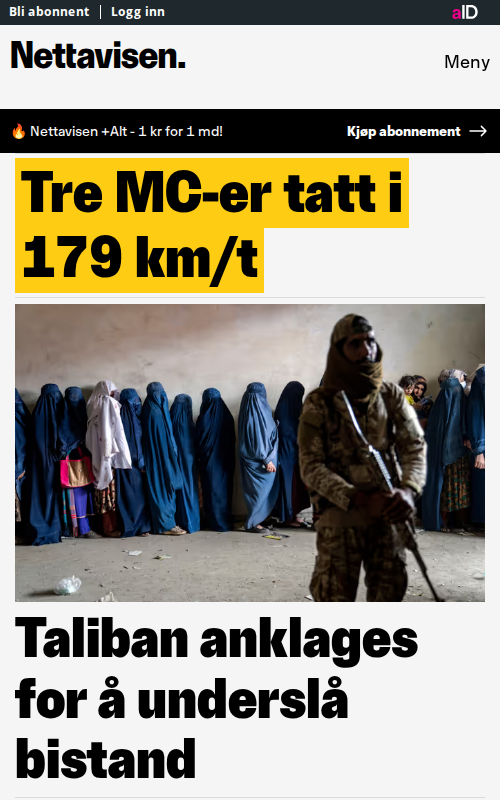 Bli abonnent | Logg inn
aID
Nettavisen.
Meny
🔥 Nettavisen +Alt - 1 kr for 1 md!
Kjøp abonnement →
Tre MC-er tatt i
179 km/t
Taliban anklages
for å underslå
bistand